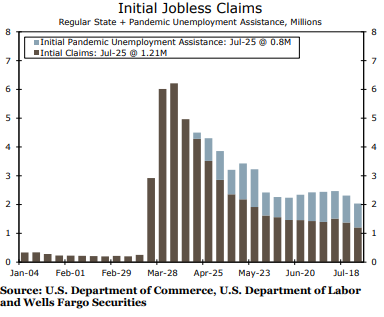 Initial Jobless Claims
Regular State + Pandemic Unemployment Assistance, Millions
8
8
Initial Pandemic Unemployment Assistance: Jul-25 @ 0.8M
Intial Claims: Jul-25 @ 1.21M
7
7
6
6
5
5
4
4
3
3
2
2
1
1
0
0
Jan-04 Feb-01 Feb-29 Mar-28 Apr-25 May-23 Jun-20 Jul-18
Source: U.S. Department of Commerce, U.S. Department of Labor
and Wells Fargo Securities